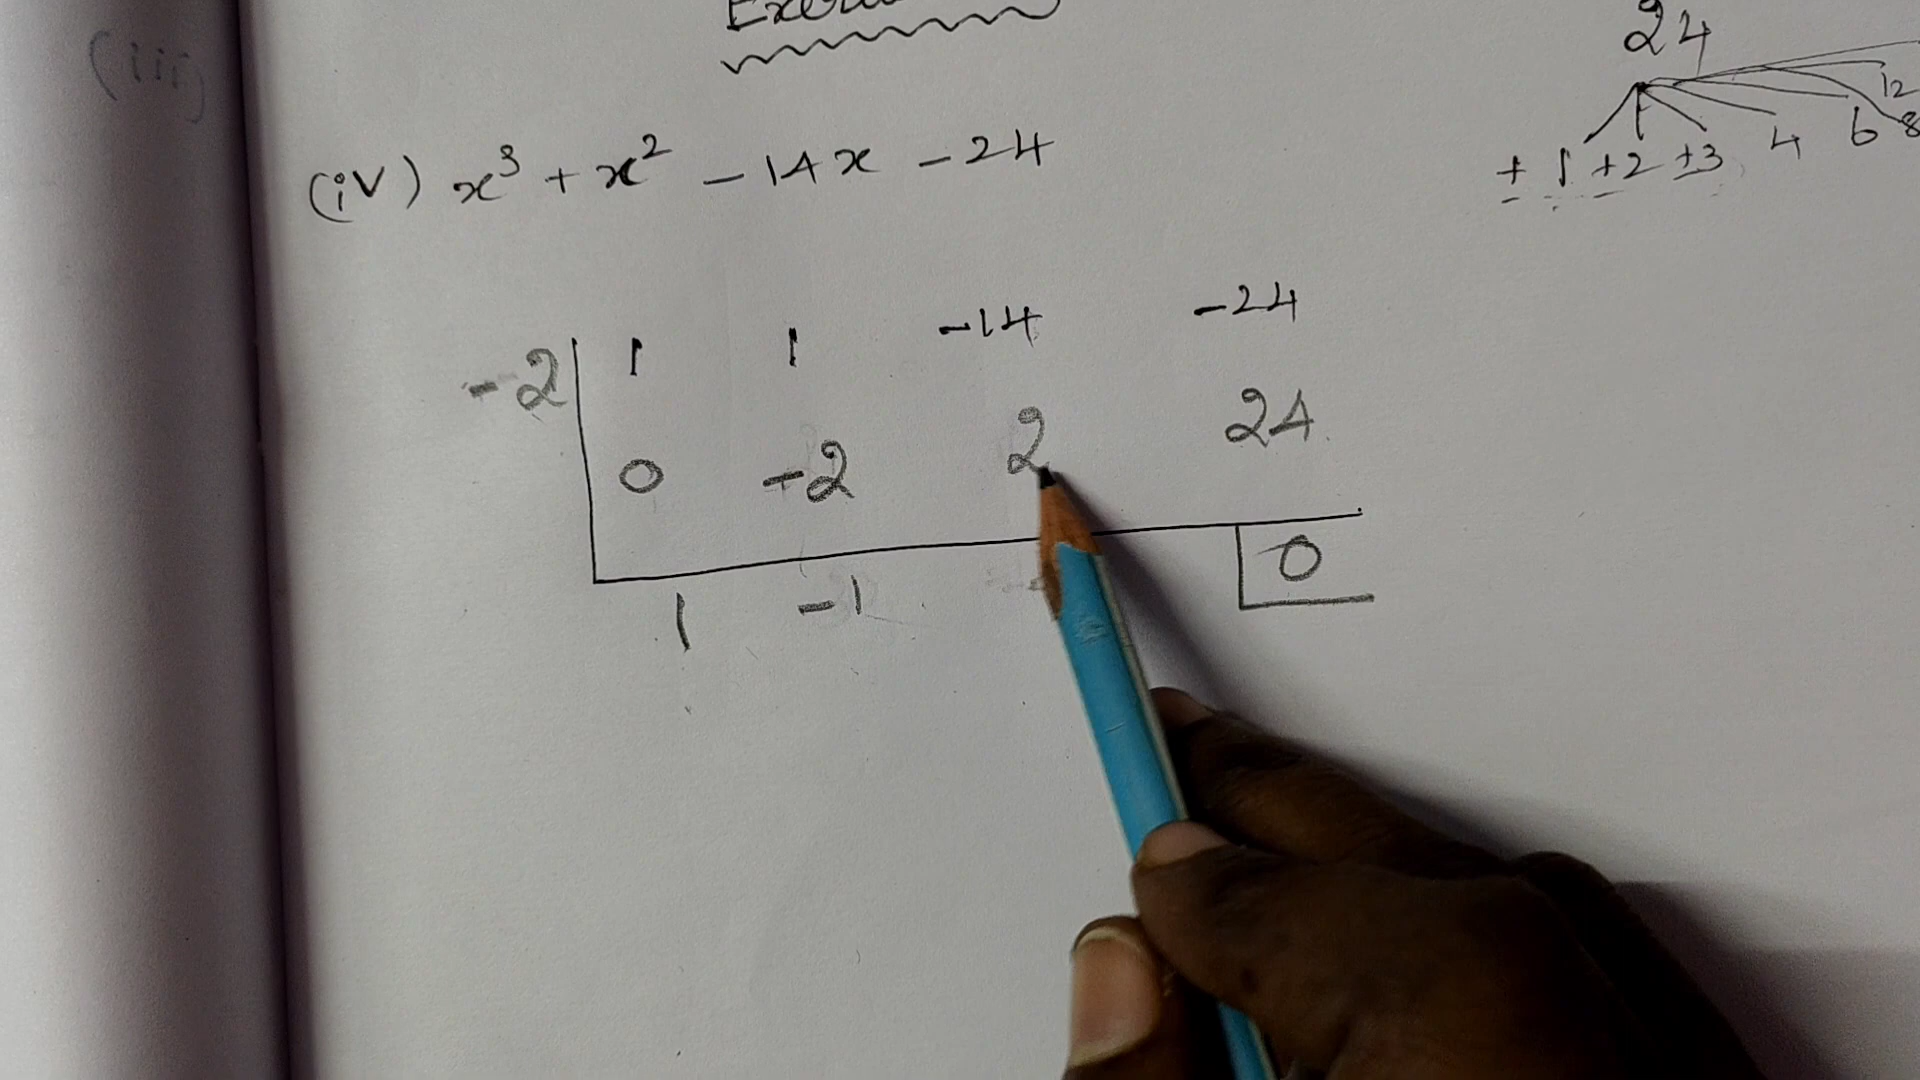 24
(iii)
± 1 ±2 ±3 4 6 8 12
(iv) x³ + x² - 14x - 24
-2 | 1 1 -14 -24
0 -2 2 24
1 -1 0